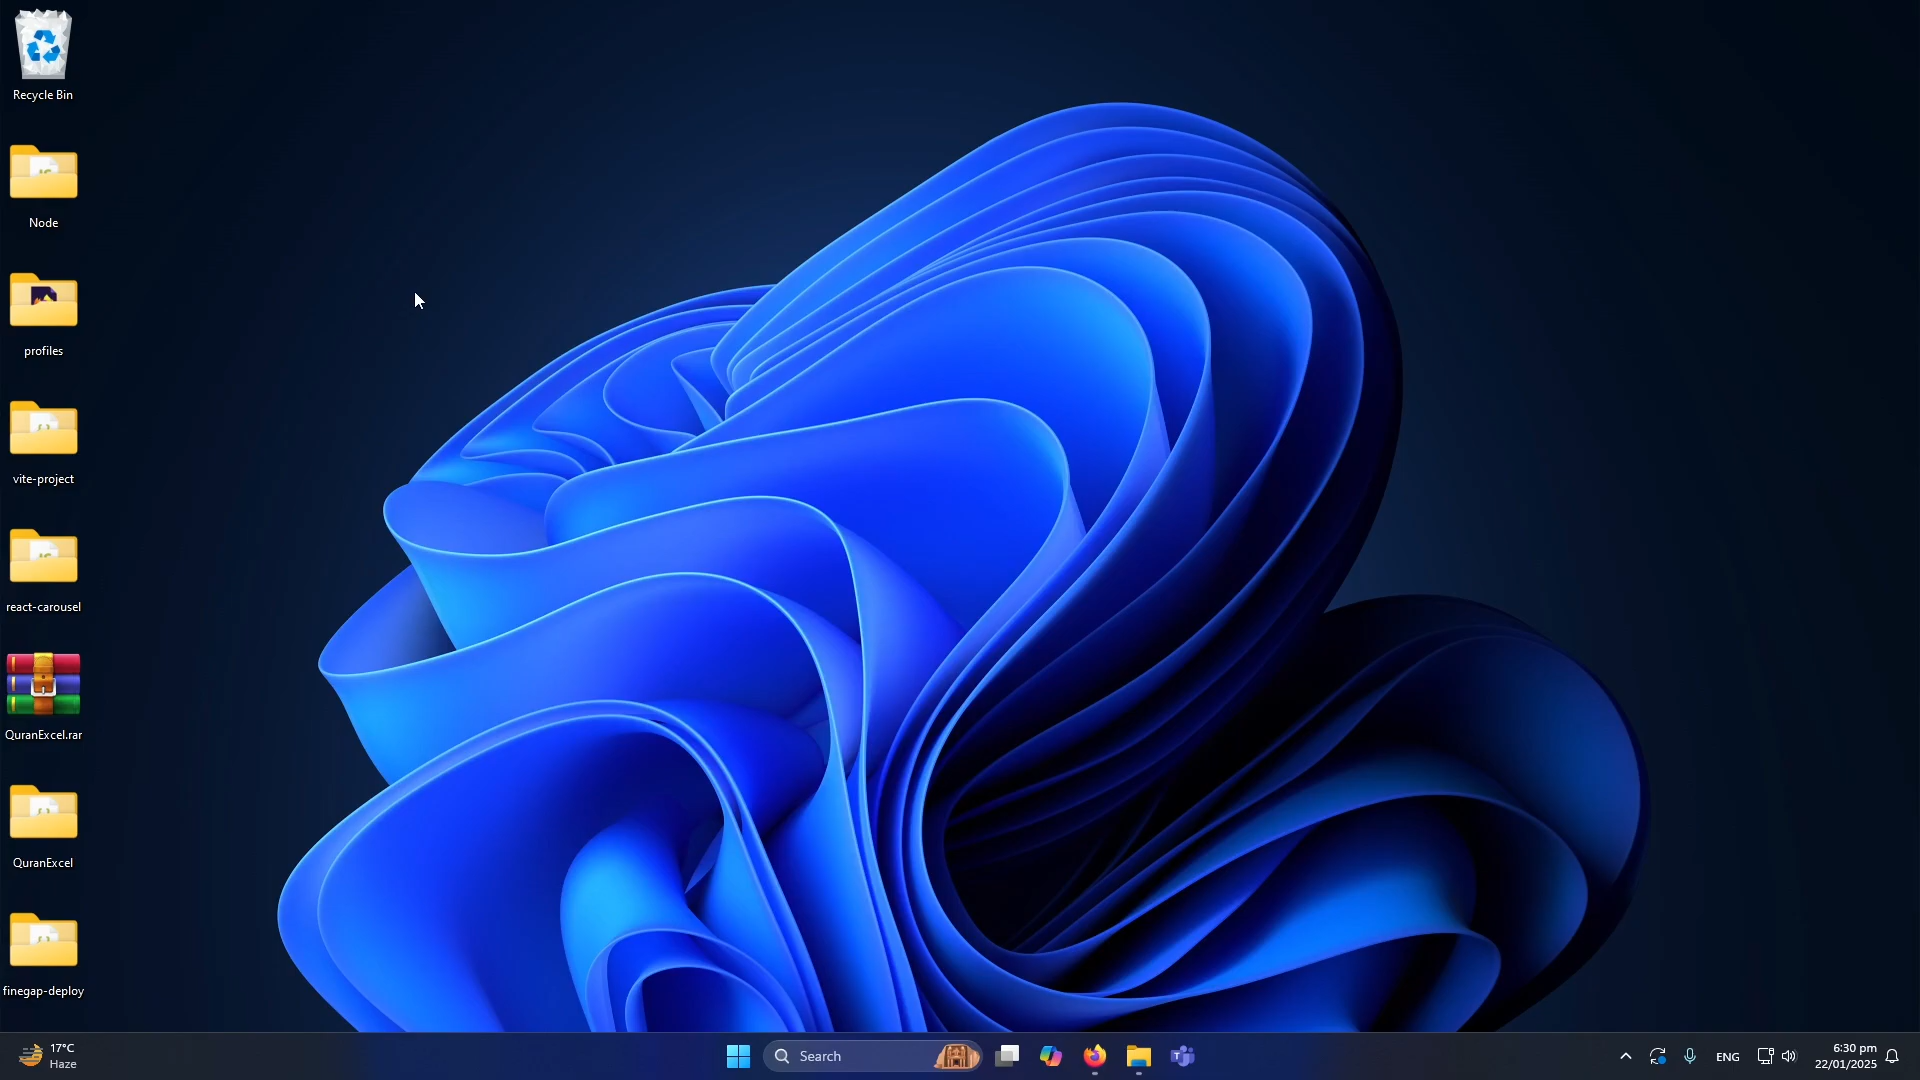 Recycle Bin
Node
profiles
vite-project
react-carousel
QuranExcel.rar
QuranExcel
finegap-deploy
17°C
Haze
Search
ENG
6:30 pm
22/01/2025